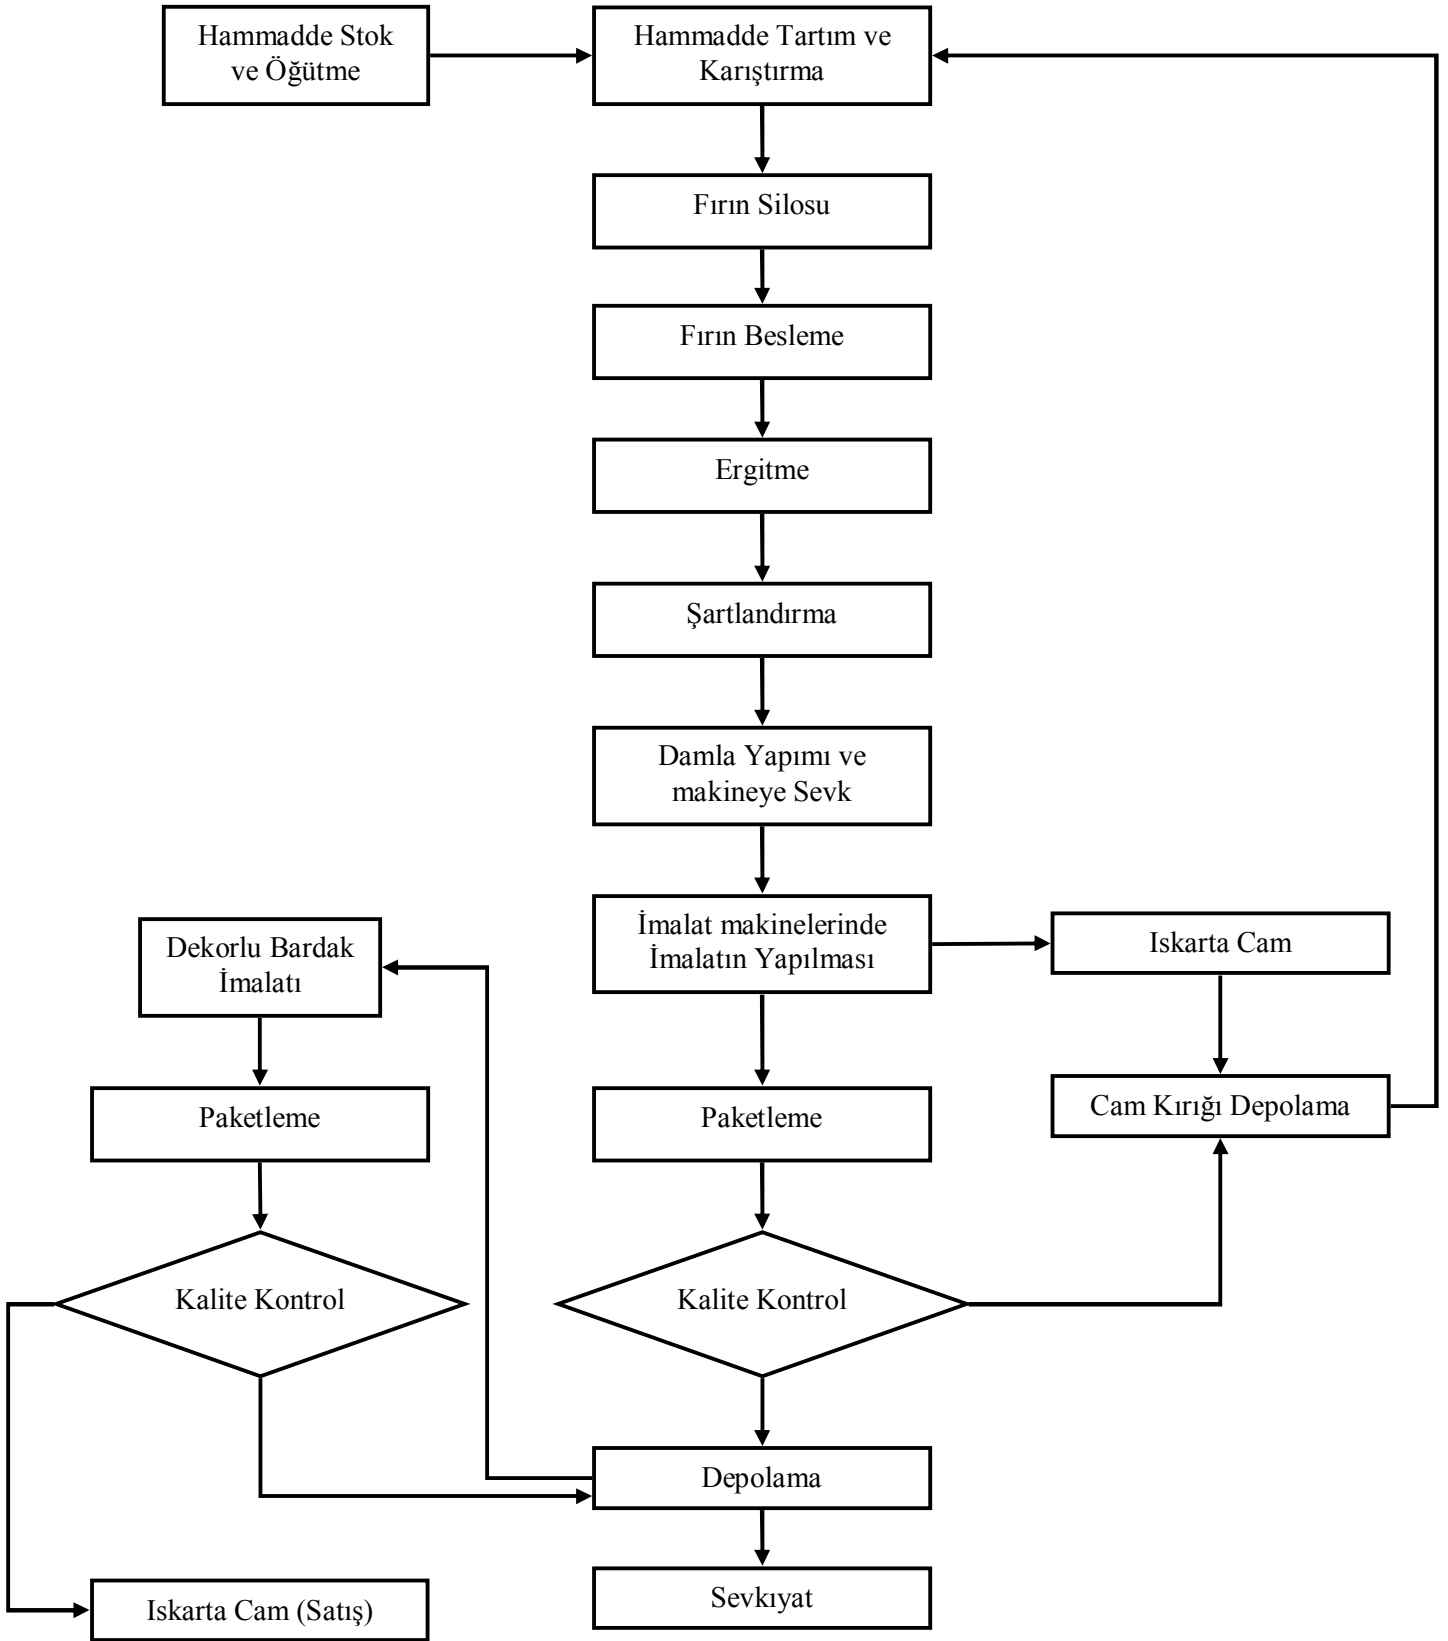 Hammadde Stok
ve Öğütme
Hammadde Tartım ve
Karıştırma
Fırın Silosu
Fırın Besleme
Ergitme
Şartlandırma
Damla Yapımı ve
makineye Sevk
İmalat makinelerinde
İmalatın Yapılması
Iskarta Cam
Dekorlu Bardak
İmalatı
Cam Kırığı Depolama
Paketleme
Paketleme
Kalite Kontrol
Kalite Kontrol
Depolama
Sevkıyat
Iskarta Cam (Satış)